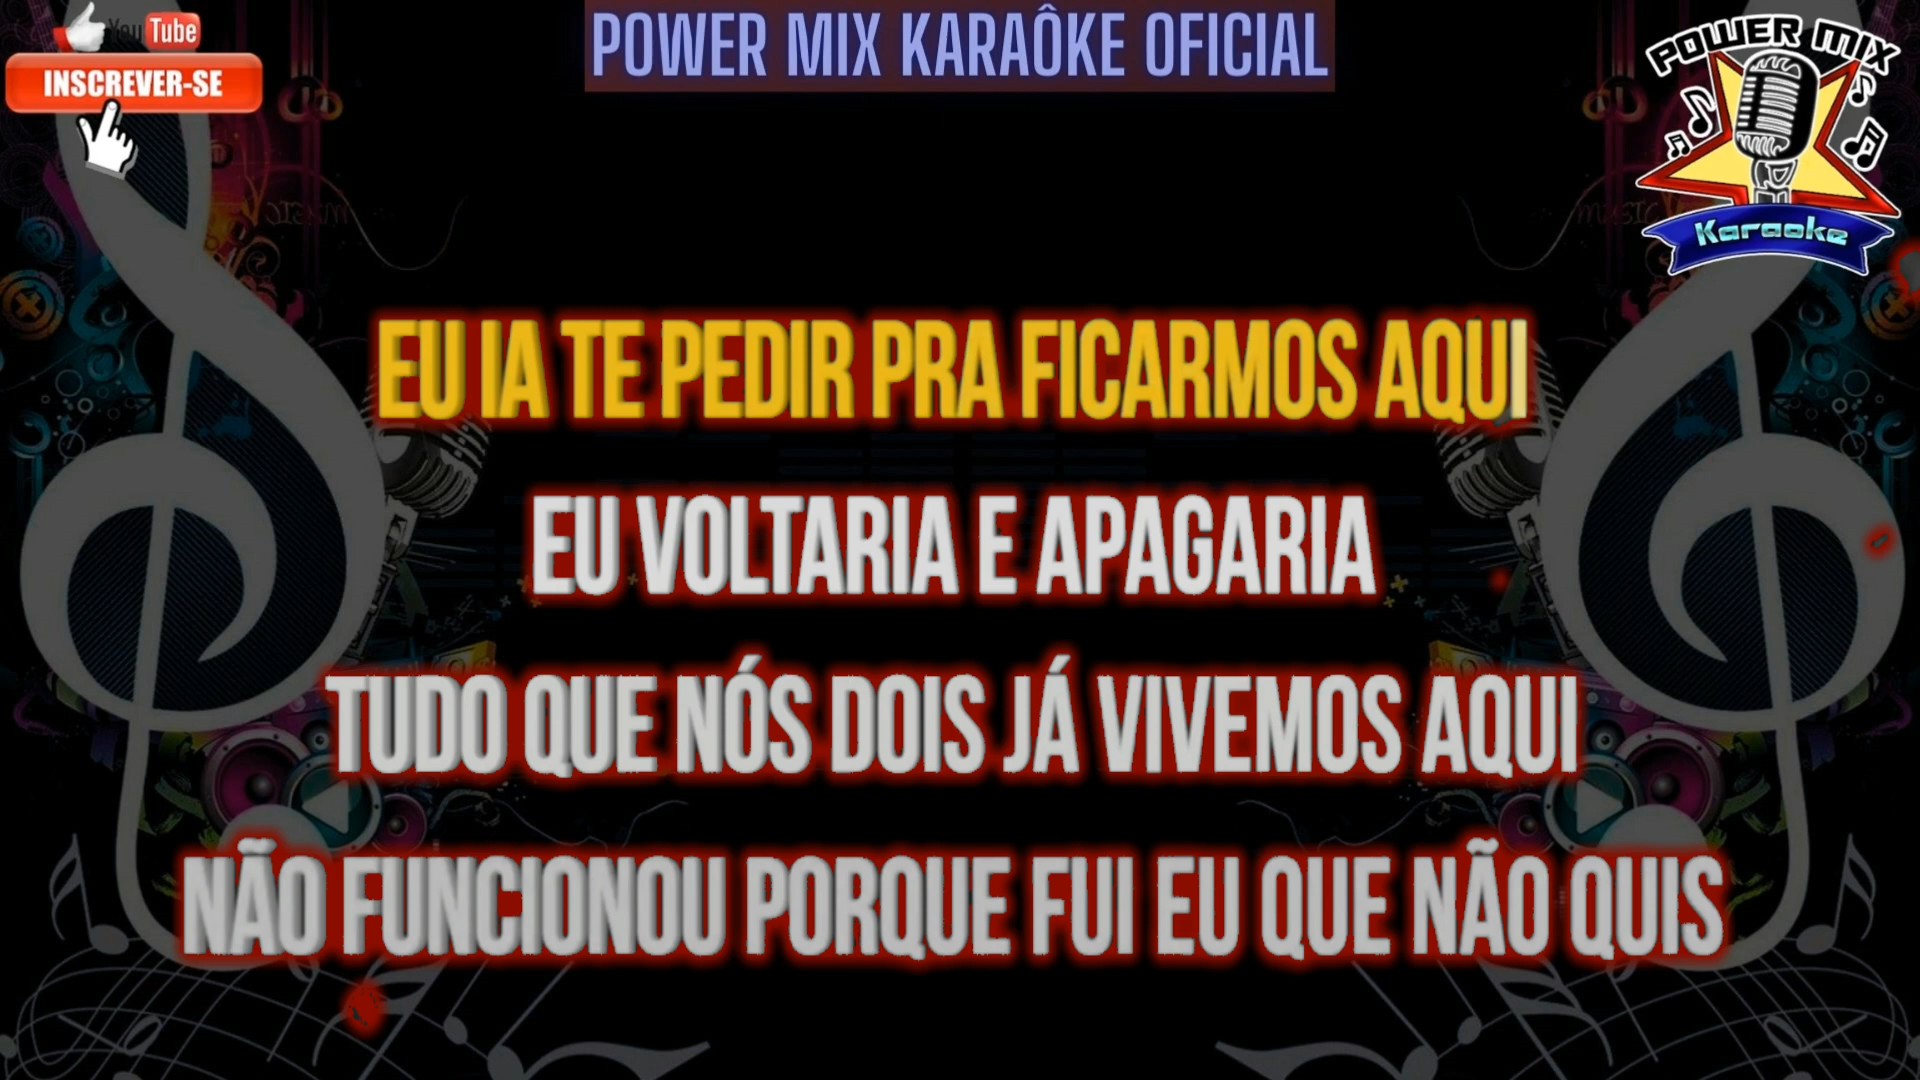 You Tube
INSCREVER-SE
POWER MIX KARAÔKE OFICIAL
POWER MIX
Karaoke
MUSIC
EU IA TE PEDIR PRA FICARMOS AQUI
EU VOLTARIA E APAGARIA
TUDO QUE NÓS DOIS JÁ VIVEMOS AQUI
NÃO FUNCIONOU PORQUE FUI EU QUE NÃO QUIS